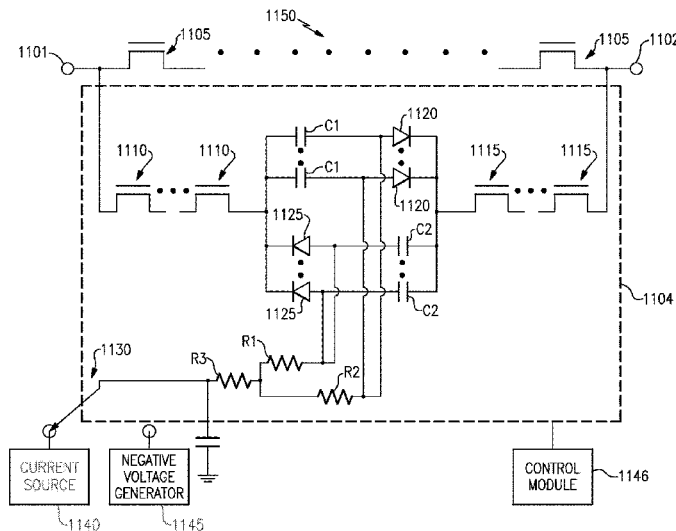 1150
1105
1105
1101
1102
C1
1120
1110
1110
C1
1120
1115
1115
1125
C2
1125
C2
1104
R1
1130
R3
R2
CURRENT
SOURCE
NEGATIVE
VOLTAGE
GENERATOR
CONTROL
MODULE
1146
1140
1145